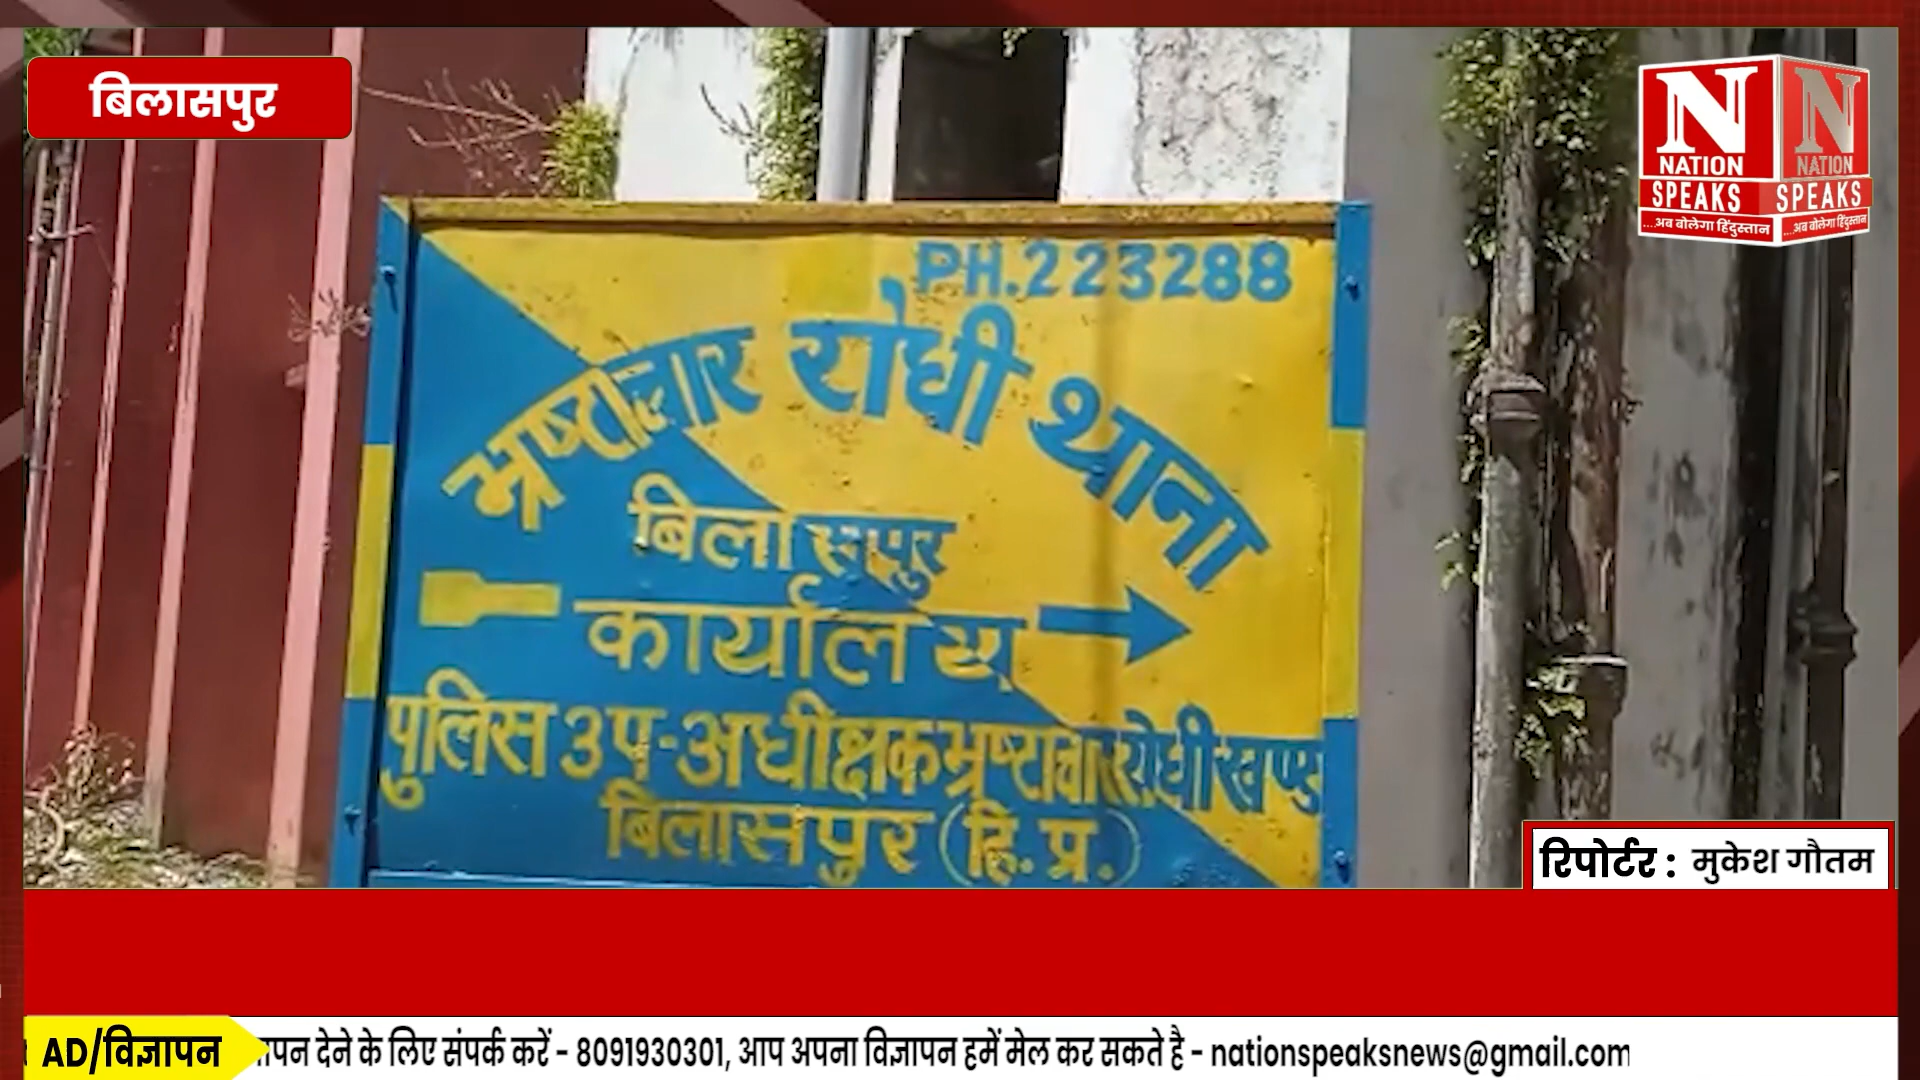 बिलासपुर
N N
NATION NATION
SPEAKS SPEAKS
....अब बोलेगा हिंदुस्तान ....अब बोलेगा हिंदुस्तान
PH.223288
भ्रष्टाचार रोधी थाना
बिलासपुर
कार्यालय
पुलिस उप-अधीक्षक भ्रष्टाचार रोधी खण्ड
बिलासपुर (हि. प्र.)
रिपोर्टर : मुकेश गौतम
AD/विज्ञापन
ापन देने के लिए संपर्क करें - 8091930301, आप अपना विज्ञापन हमें मेल कर सकते है - nationspeaksnews@gmail.com